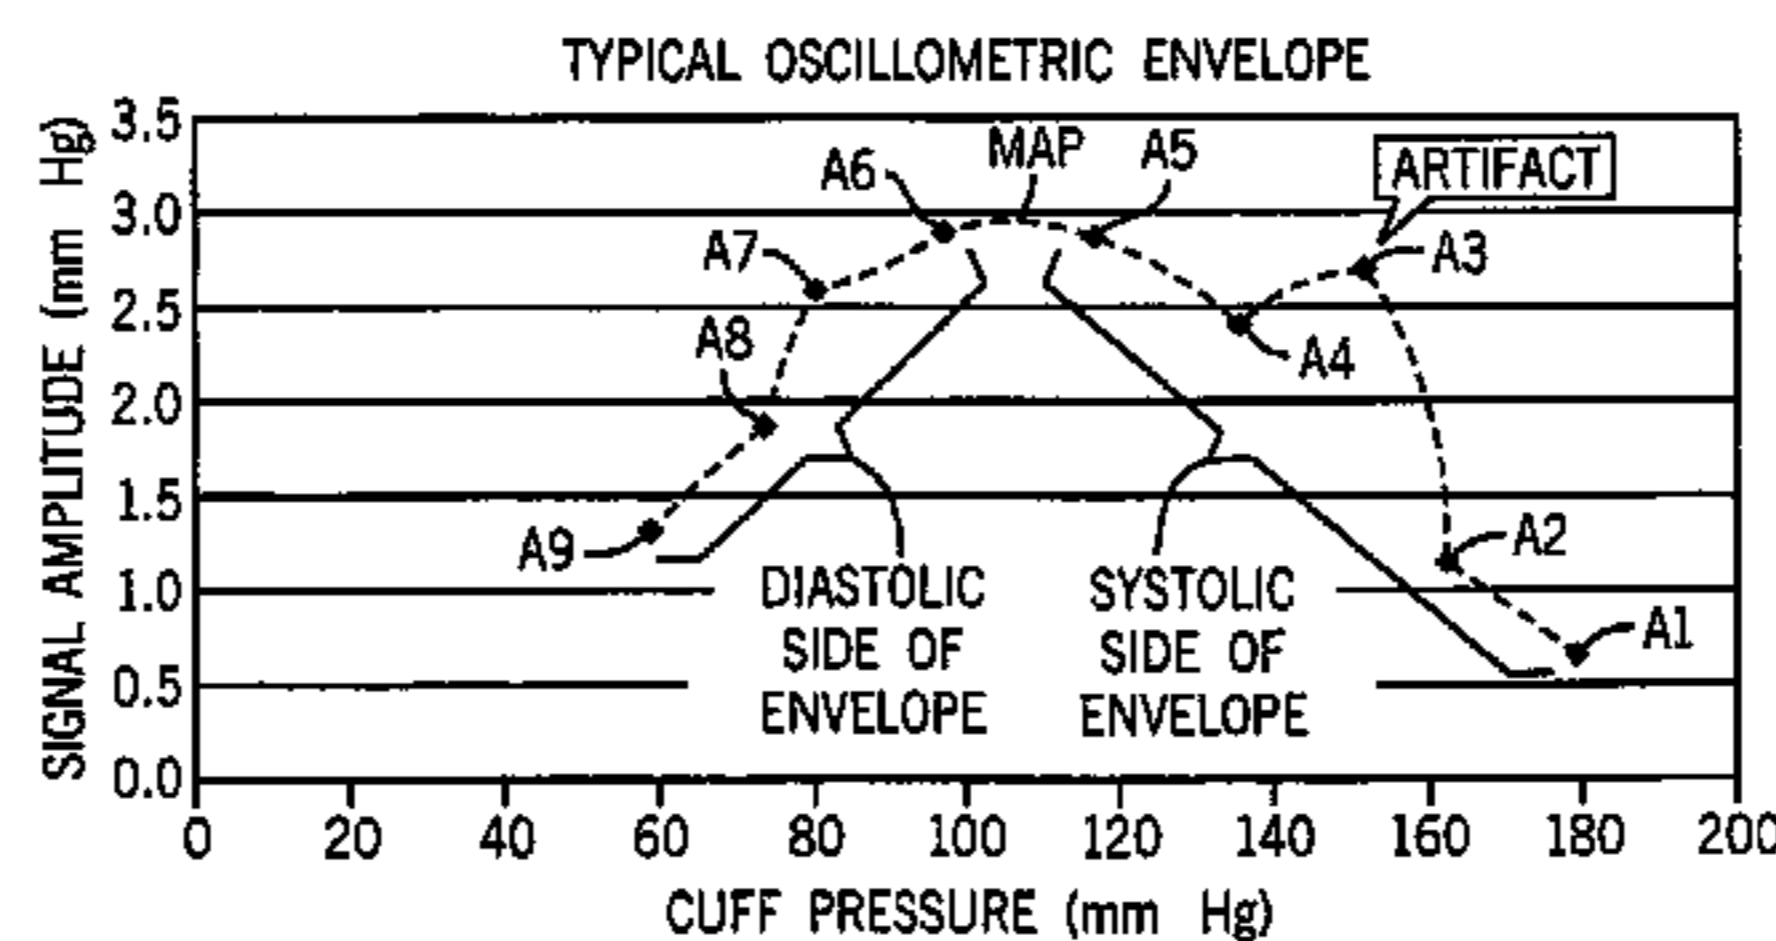 TYPICAL OSCILLOMETRIC ENVELOPE
SIGNAL AMPLITUDE (mm Hg)
3.5
3.0
2.5
2.0
1.5
1.0
0.5
0.0
A6
MAP
A5
ARTIFACT
A7
A3
A8
A4
A9
A2
DIASTOLIC
SIDE OF
ENVELOPE
SYSTOLIC
SIDE OF
ENVELOPE
A1
0 20 40 60 80 100 120 140 160 180 200
CUFF PRESSURE (mm Hg)